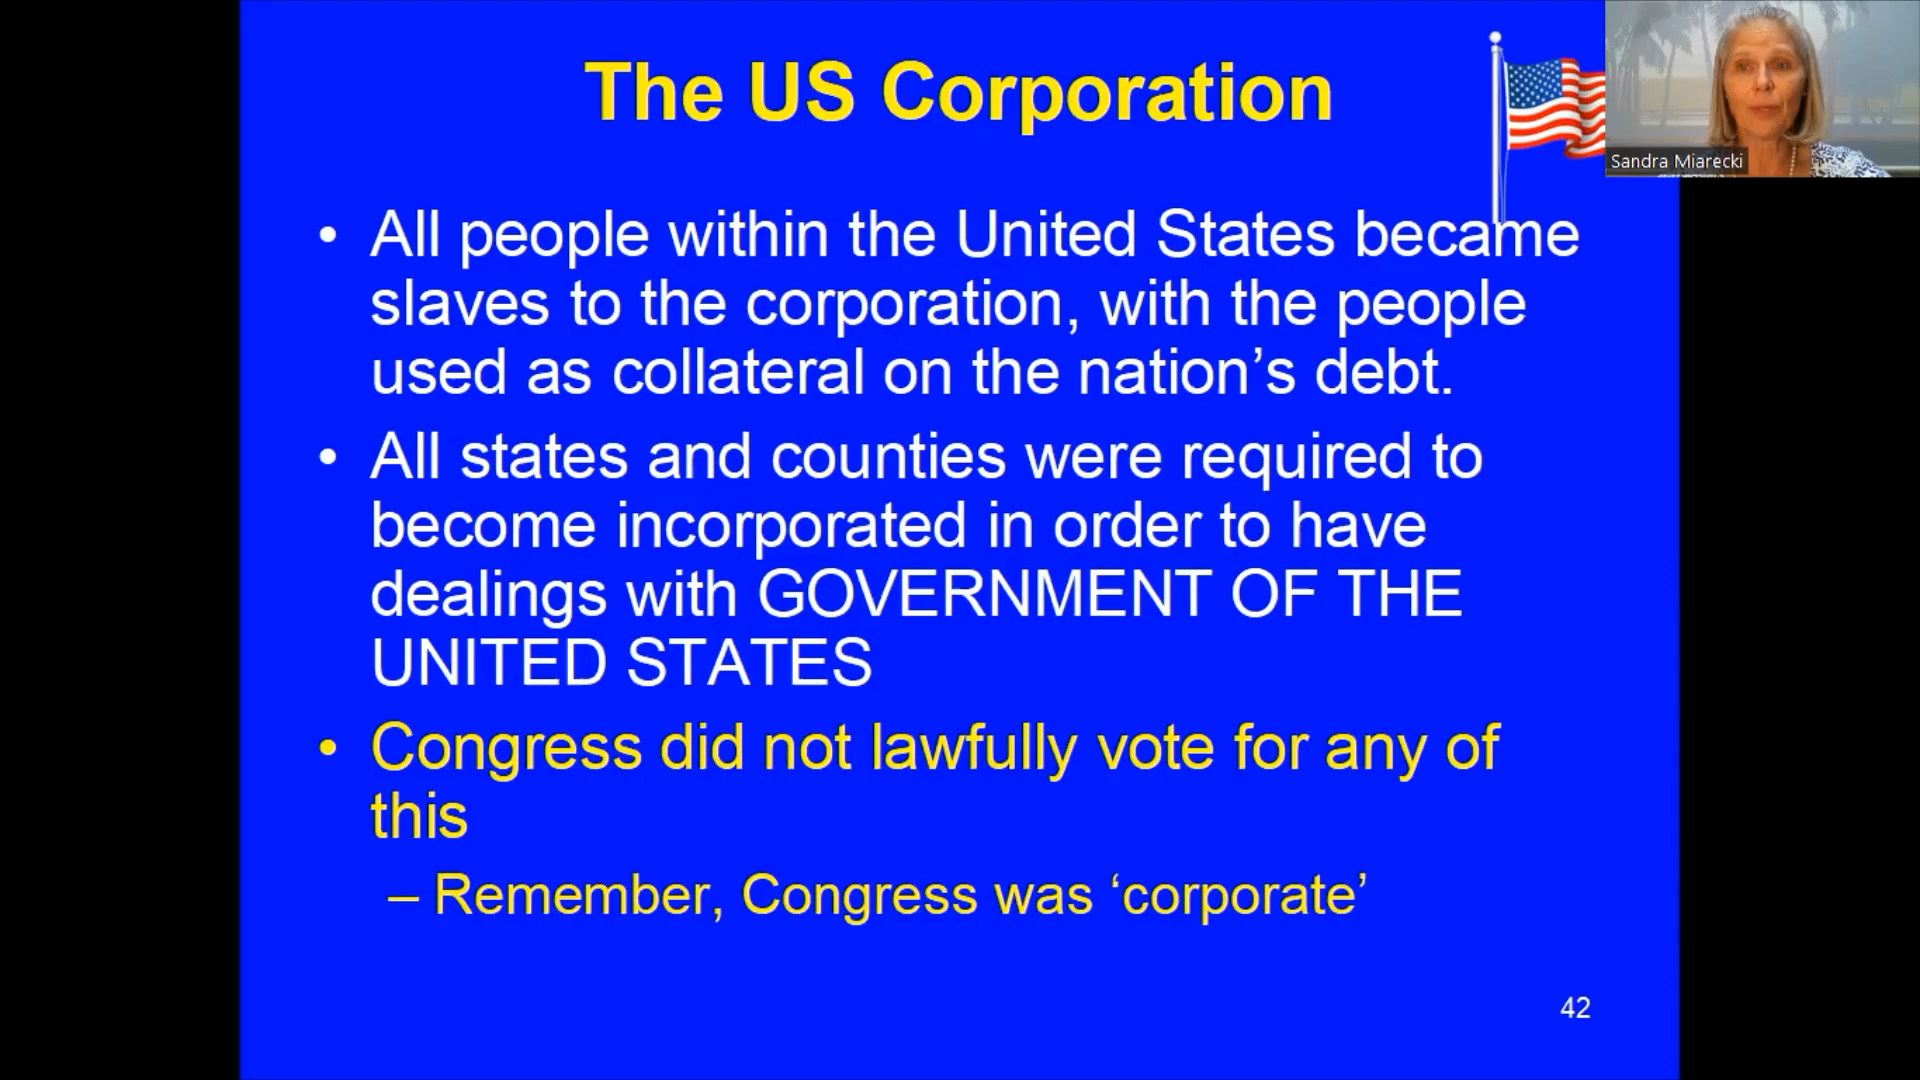 The US Corporation
Sandra Miarecki
• All people within the United States became
slaves to the corporation, with the people
used as collateral on the nation’s debt.
• All states and counties were required to
become incorporated in order to have
dealings with GOVERNMENT OF THE
UNITED STATES
• Congress did not lawfully vote for any of
this
– Remember, Congress was ‘corporate’
42